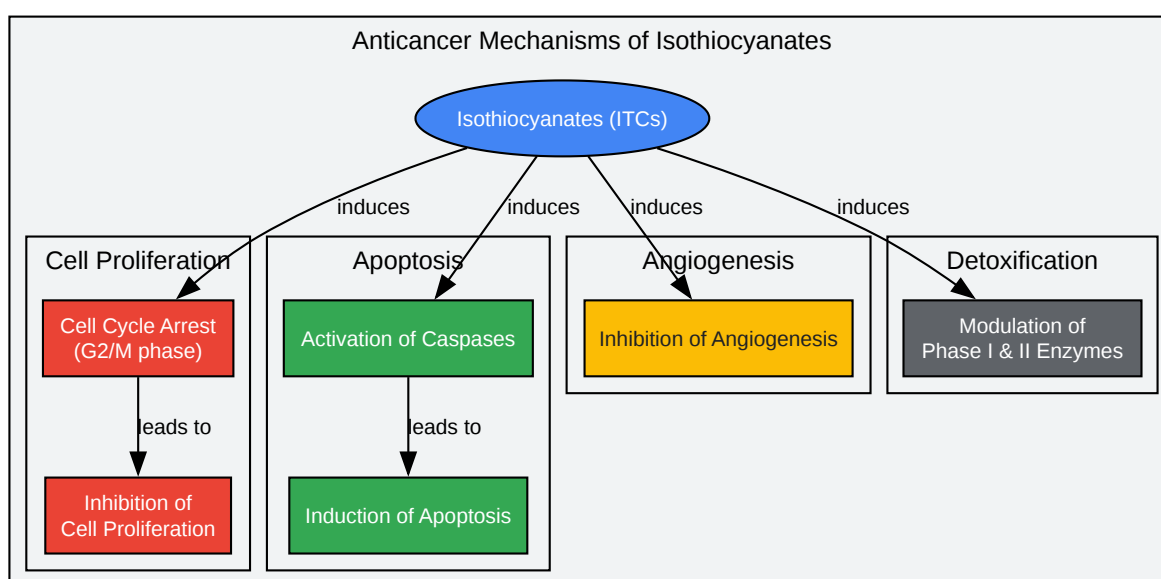 Anticancer Mechanisms of Isothiocyanates
Isothiocyanates (ITCs)
induces
induces
induces
induces
Cell Proliferation
Apoptosis
Angiogenesis
Detoxification
Cell Cycle Arrest
(G2/M phase)
Activation of Caspases
Inhibition of Angiogenesis
Modulation of
Phase I & II Enzymes
leads to
leads to
Inhibition of
Cell Proliferation
Induction of Apoptosis